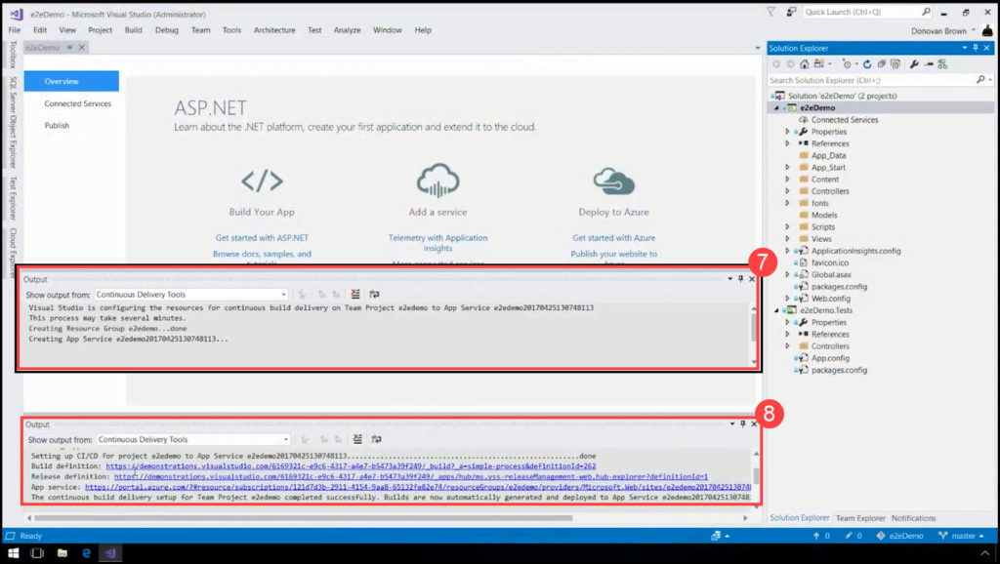 e2eDemo - Microsoft Visual Studio (Administrator)
Quick Launch (Ctrl+Q)
File Edit View Project Build Debug Team Tools Architecture Test Analyze Window Help
Donovan Brown
e2eDemo
Toolbox
SQL Server Object Explorer
Test Explorer
Cloud Explorer
Overview
Connected Services
Publish
ASP.NET
Learn about the .NET platform, create your first application and extend it to the cloud.
Build Your App
Add a service
Deploy to Azure
Get started with ASP.NET
Telemetry with Application
Insights
Get started with Azure
Browse docs, samples, and
Publish your website to
7
Output
Show output from: Continuous Delivery Tools
Visual Studio is configuring the resources for continuous build delivery on Team Project e2edemo to App Service e2edemo20170425130748113
This process may take several minutes.
Creating Resource Group e2edemo...done
Creating App Service e2edemo20170425130748113...
8
Output
Show output from: Continuous Delivery Tools
Setting up CI/CD for project e2edemo to App Service e2edemo20170425130748113............................................................done
Build definition: https://demonstrations.visualstudio.com/6169321c-e9c6-4317-a4e7-b5473a39f249/_build?_a=simple-process&definitionId=262
Release definition: https://demonstrations.visualstudio.com/6169321c-e9c6-4317-a4e7-b5473a39f249/_apps/hub/ms.vss-releaseManagement-web.hub-explorer?definitionId=1
App service: https://portal.azure.com/?#resource/subscriptions/121d7d3b-2911-4154-9aa8-65132fe82e74/resourceGroups/e2edemo/providers/Microsoft.Web/sites/e2edemo2017042513074811
The continuous build delivery setup for Team Project e2edemo completed successfully. Builds are now automatically generated and deployed to App Service e2edemo20170425130748
Solution Explorer
Search Solution Explorer (Ctrl+;)
Solution 'e2eDemo' (2 projects)
e2eDemo
Connected Services
Properties
References
App_Data
App_Start
Content
Controllers
fonts
Models
Scripts
Views
ApplicationInsights.config
favicon.ico
Global.asax
packages.config
Web.config
e2eDemo.Tests
Properties
References
Controllers
App.config
packages.config
Solution Explorer Team Explorer Notifications
Ready
0 0 e2eDemo master